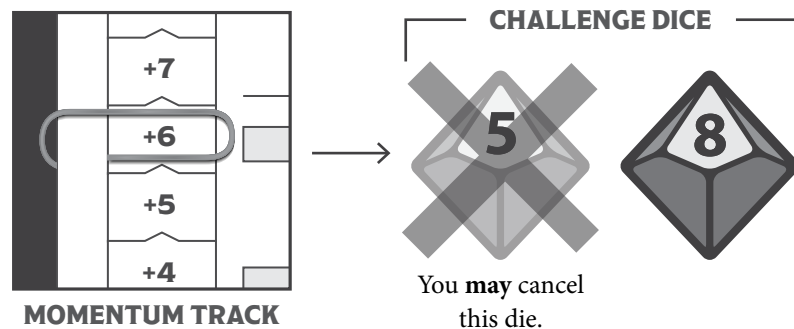 CHALLENGE DICE
+7
+6
+5
+4
5
8
You may cancel
this die.
MOMENTUM TRACK